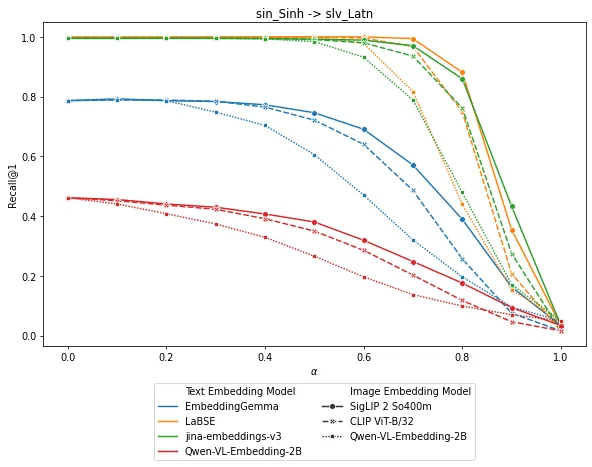 sin_Sinh -> slv_Latn
1.0
0.8
0.6
0.4
0.2
0.0
Recall@1
0.0 0.2 0.4 0.6 0.8 1.0
α
Text Embedding Model
EmbeddingGemma
LaBSE
jina-embeddings-v3
Qwen-VL-Embedding-2B
Image Embedding Model
SigLIP 2 So400m
CLIP ViT-B/32
Qwen-VL-Embedding-2B